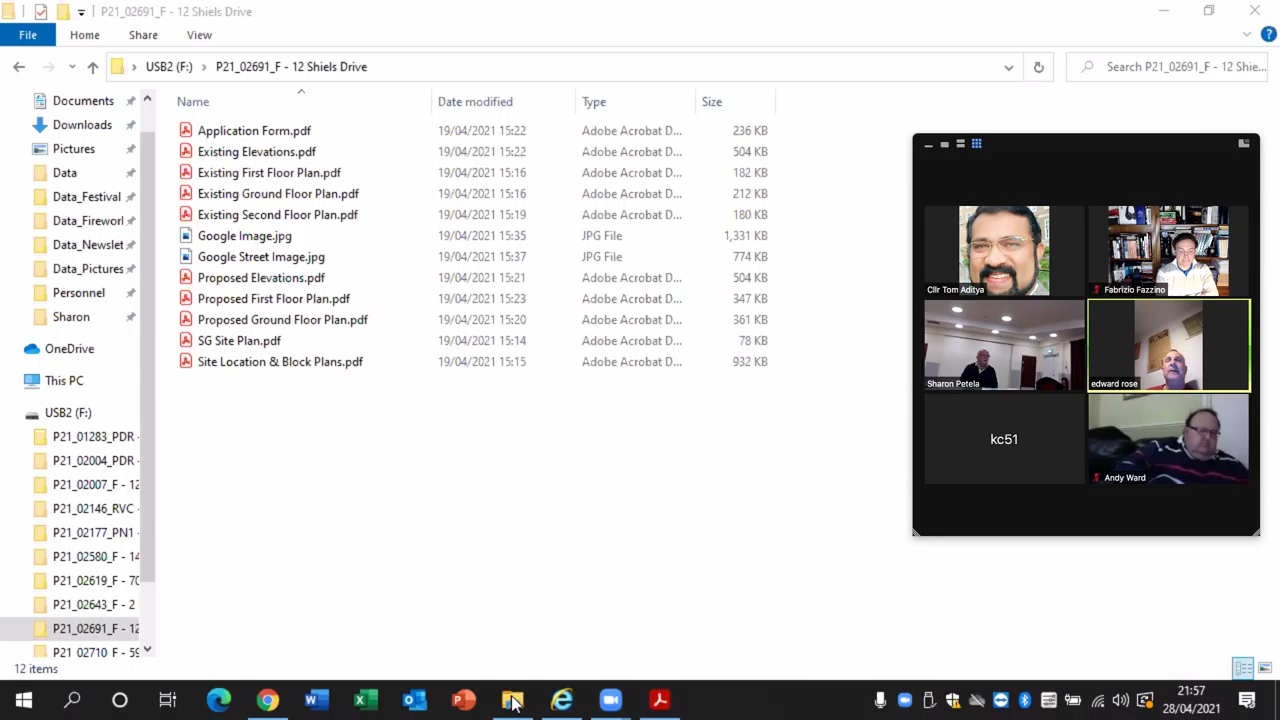 P21_02691_F - 12 Shiels Drive
File Home Share View
USB2 (F:) P21_02691_F - 12 Shiels Drive
Search P21_02691_F - 12 Shie...
Name Date modified Type Size
Documents
Downloads
Pictures
Data
Data_Festival
Data_Firewor
Data_Newslet
Data_Pictures
Personnel
Sharon
OneDrive
This PC
USB2 (F:)
P21_01283_PDR -
P21_02004_PDR -
P21_02007_F - 12
P21_02146_RVC -
P21_02177_PN1 -
P21_02580_F - 14
P21_02619_F - 70
P21_02643_F - 2
P21_02691_F - 12
P21_02710_F - 59
Application Form.pdf 19/04/2021 15:22 Adobe Acrobat D... 236 KB
Existing Elevations.pdf 19/04/2021 15:22 Adobe Acrobat D... 504 KB
Existing First Floor Plan.pdf 19/04/2021 15:16 Adobe Acrobat D... 182 KB
Existing Ground Floor Plan.pdf 19/04/2021 15:16 Adobe Acrobat D... 212 KB
Existing Second Floor Plan.pdf 19/04/2021 15:19 Adobe Acrobat D... 180 KB
Google Image.jpg 19/04/2021 15:35 JPG File 1,331 KB
Google Street Image.jpg 19/04/2021 15:37 JPG File 774 KB
Proposed Elevations.pdf 19/04/2021 15:21 Adobe Acrobat D... 504 KB
Proposed First Floor Plan.pdf 19/04/2021 15:23 Adobe Acrobat D... 347 KB
Proposed Ground Floor Plan.pdf 19/04/2021 15:20 Adobe Acrobat D... 361 KB
SG Site Plan.pdf 19/04/2021 15:14 Adobe Acrobat D... 78 KB
Site Location & Block Plans.pdf 19/04/2021 15:15 Adobe Acrobat D... 932 KB
Cllr Tom Aditya
Fabrizio Fazzino
Sharon Petela
edward rose
kc51
Andy Ward
12 items
21:57
28/04/2021